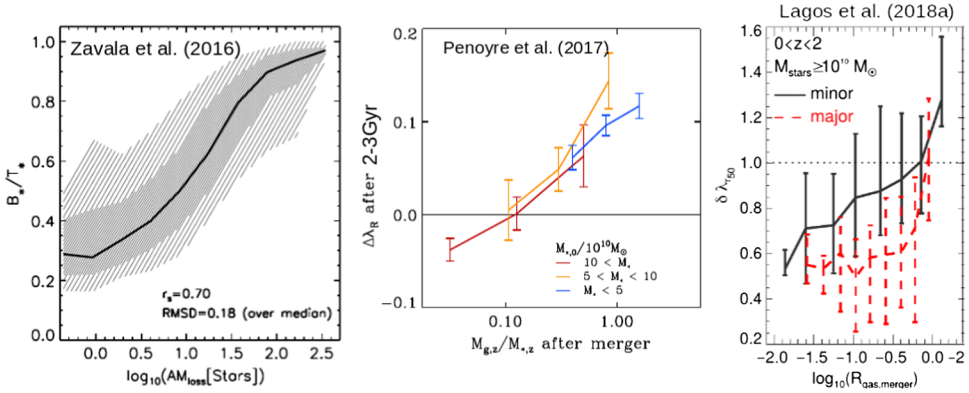 Zavala et al. (2016)
1.0
0.8
0.6
0.4
0.2
0.0
B*/T*
r_s=0.70
RMSD=0.18 (over median)
0.0 0.5 1.0 1.5 2.0 2.5
log10(AM_loss[Stars])
Penoyre et al. (2017)
0.2
0.1
0.0
−0.1
Δλ_R after 2-3Gyr
M*,0/10^10 M⊙
10 < M*
5 < M* < 10
M* < 5
0.10 1.00
M_g,z/M*,z after merger
Lagos et al. (2018a)
1.6
1.4
1.2
1.0
0.8
0.6
0.4
0.2
δ λ_r50
0<z<2
M_stars≥10^10 M⊙
minor
major
-2.0 -1.5 -1.0 -0.5 0.0 0.5
log10(R_gas,merger)